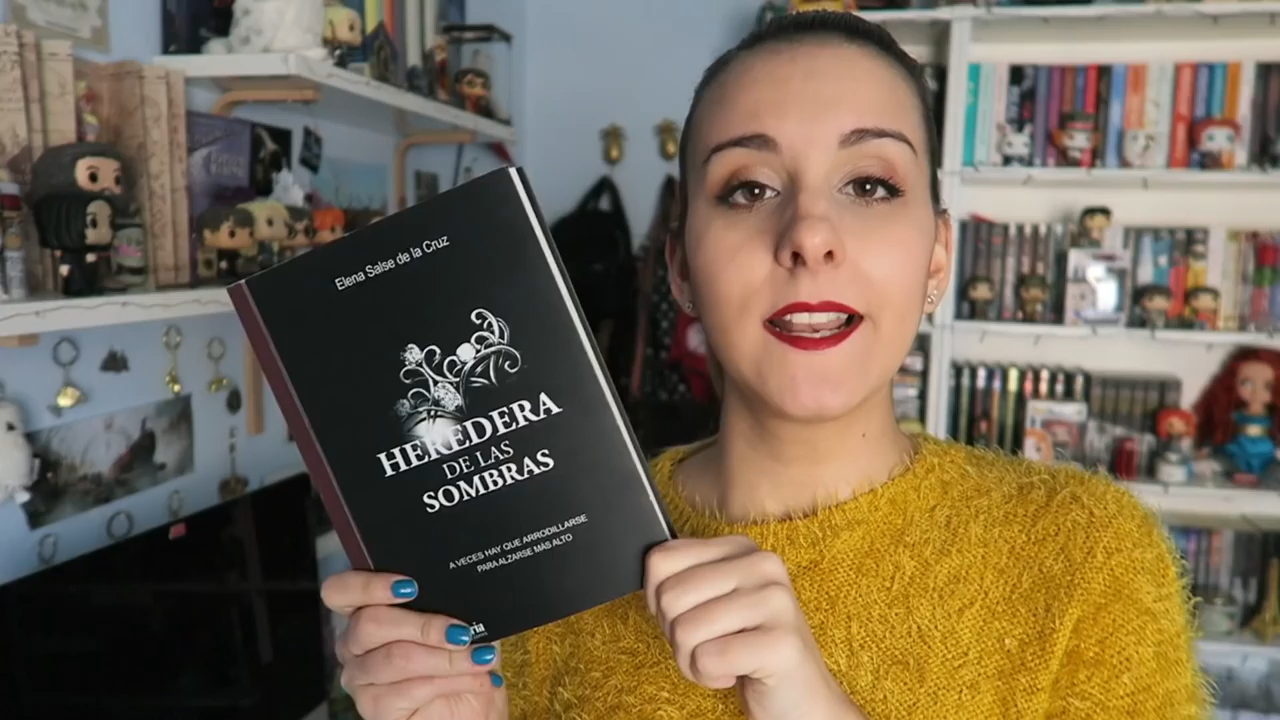 Elena Salse de la Cruz
HEREDERA
DE LAS
SOMBRAS
A VECES HAY QUE ARRODILLARSE
PARA ALZARSE MÁS ALTO